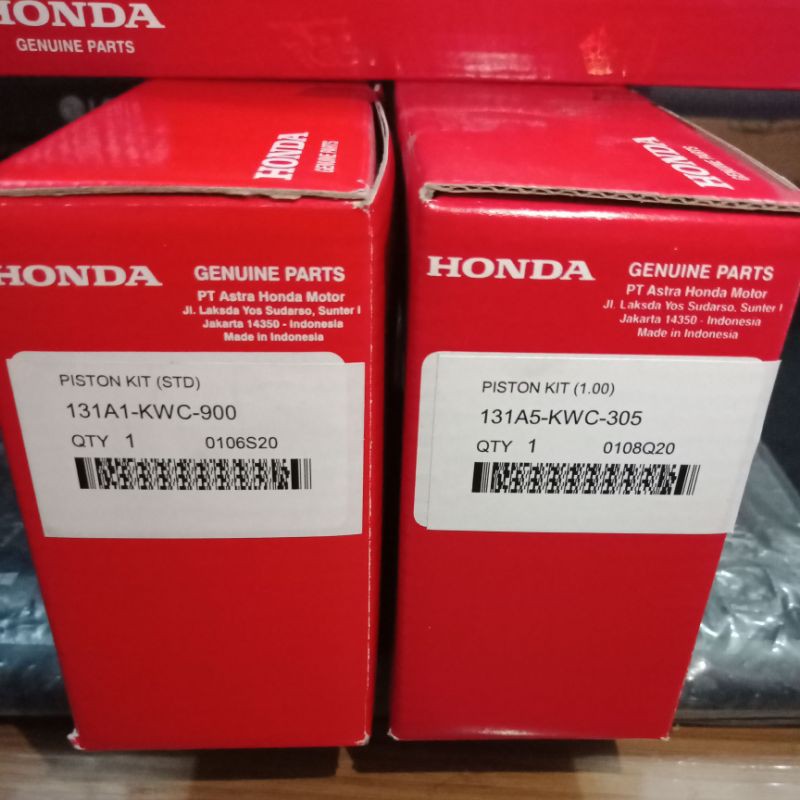 HONDA
GENUINE PARTS
HONDA
GENUINE PARTS
HONDA
GENUINE PARTS
HONDA
GENUINE PARTS
PT Astra Honda Motor
Jl. Laksda Yos Sudarso, Sunter I
Jakarta 14350 - Indonesia
Made in Indonesia
PISTON KIT (STD)
131A1-KWC-900
QTY 1 0106S20
HONDA
GENUINE PARTS
PT Astra Honda Motor
Jl. Laksda Yos Sudarso, Sunter I
Jakarta 14350 - Indonesia
Made in Indonesia
PISTON KIT (1.00)
131A5-KWC-305
QTY 1 0108Q20